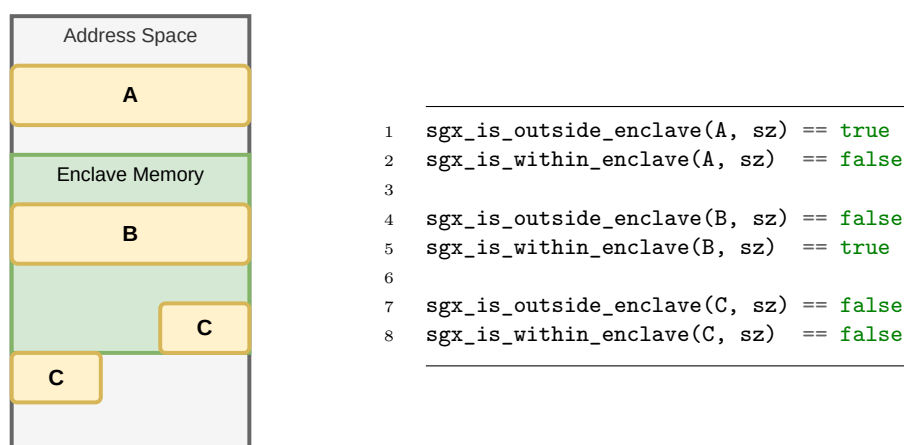 Address Space
A
Enclave Memory
B
C
C
1 sgx_is_outside_enclave(A, sz) == true
2 sgx_is_within_enclave(A, sz)  == false
3
4 sgx_is_outside_enclave(B, sz) == false
5 sgx_is_within_enclave(B, sz)  == true
6
7 sgx_is_outside_enclave(C, sz) == false
8 sgx_is_within_enclave(C, sz)  == false